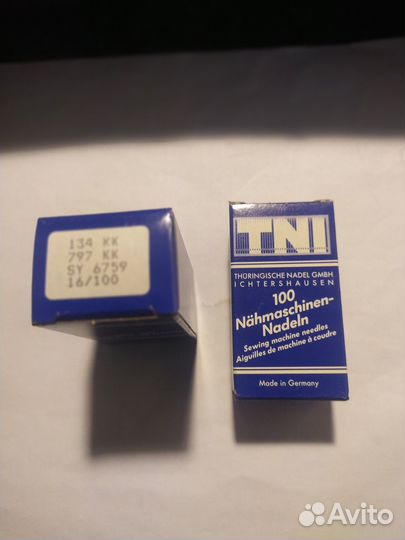 134 KK
797 KK
SY 6759
16/100
TNI
THÜRINGISCHE NADEL GMBH
ICHTERSHAUSEN
100
Nähmaschinen-
Nadeln
Sewing machine needles
Aiguilles de machine à coudre
Made in Germany
Avito